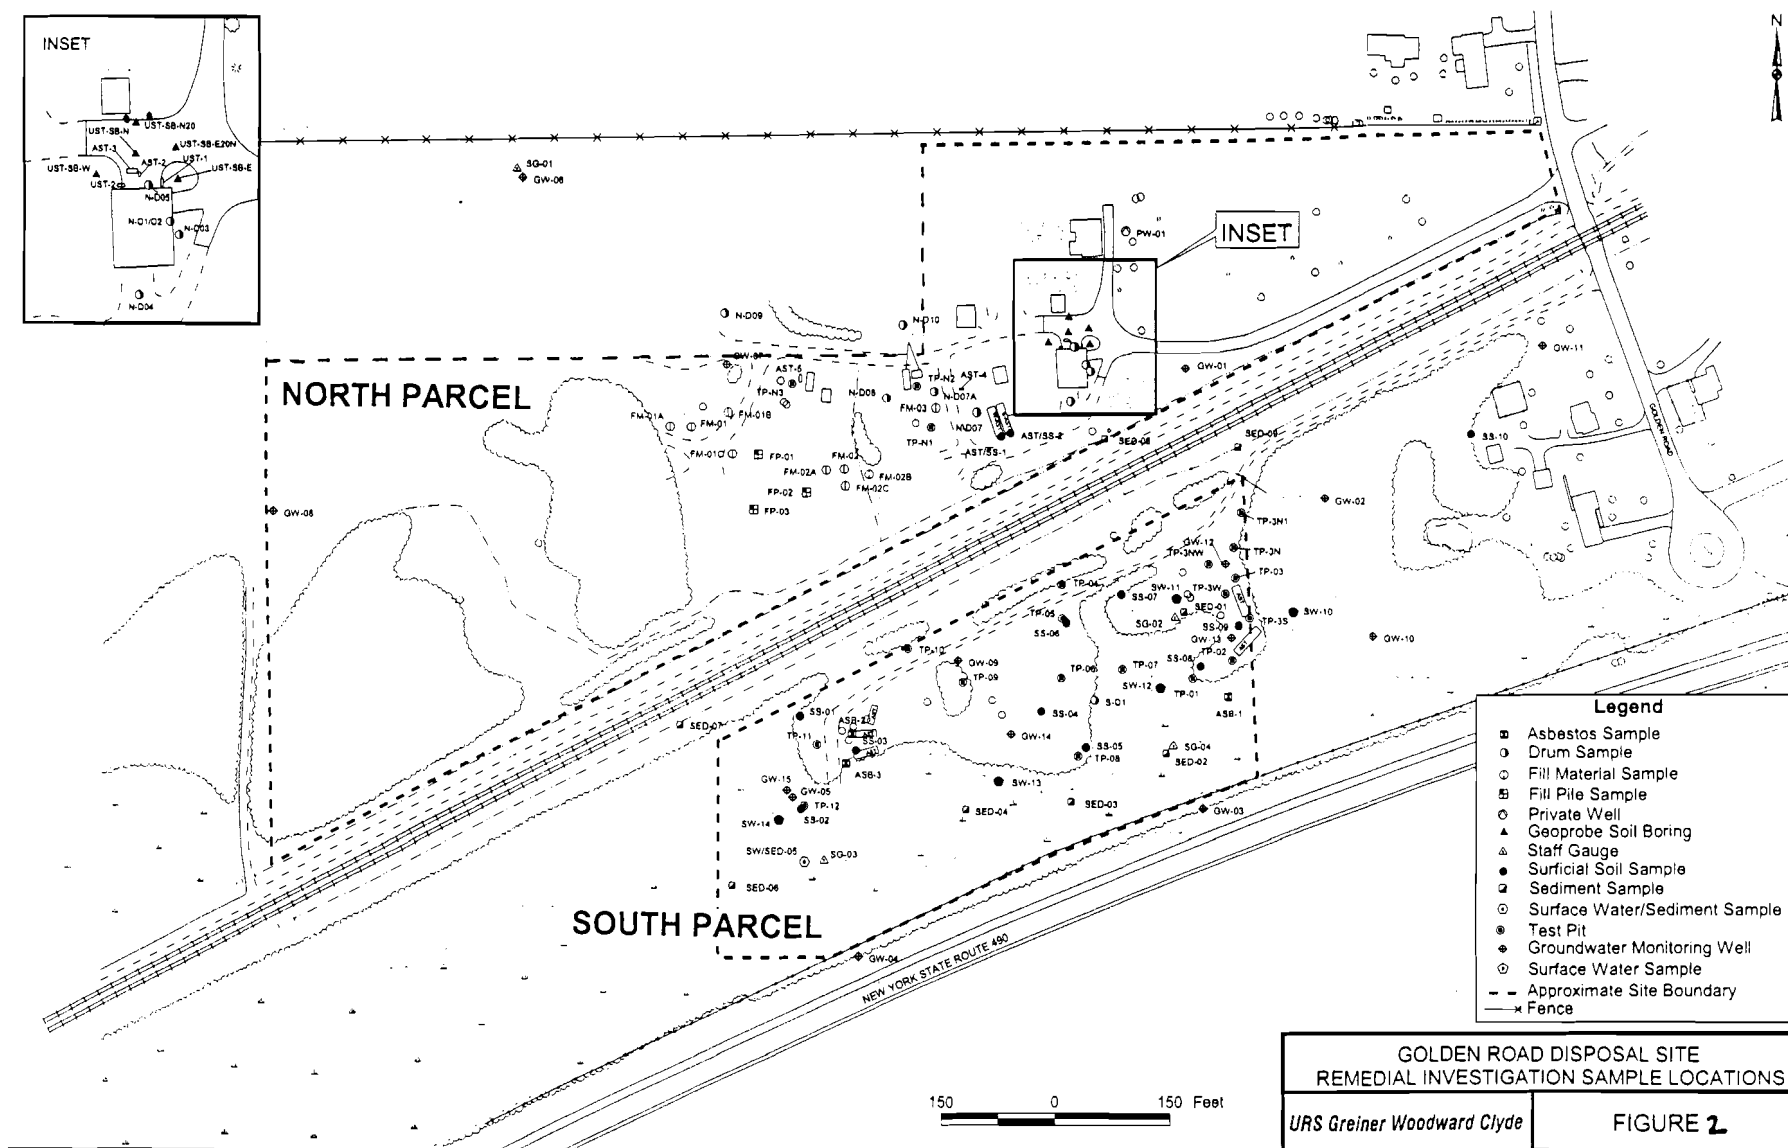 INSET
UST-SB-N
UST-SB-N20
AST-3
AST-2
UST-SB-E20N
UST-1
UST-SB-W
UST-SB-E
UST-2
N-D05
N-D1/D2
N-D03
N-D04
N
SG-01
GW-06
PW-01
INSET
N-D09
N-D10
GW-11
GW-01
AST-5
TP-N2
AST-4
NORTH PARCEL
TP-N3
N-D08
N-D07A
FM-01A
FM-01B
FM-03
GOLDEN ROAD
FM-01
TP-N1
N-D07
AST/SS-2
SS-10
AST/SS-1
SED-08
SED-09
FP-01
FM-02
FM-02A
FM-02B
FP-02
FM-02C
GW-02
GW-08
FP-03
TP-3N1
GW-12
TP-3NW
TP-3N
TP-03
TP-04
SW-11
TP-3W
SS-07
SED-01
SW-10
TP-05
SG-02
TP-3S
SS-06
SS-09
GW-13
GW-10
TP-10
TP-02
GW-09
SS-08
TP-06
TP-07
TP-09
SW-12
TP-01
S-D1
ASB-1
SS-01
SS-04
SED-07
ASB-2
GW-14
TP-11
SS-03
SS-05
SG-04
TP-08
SED-02
ASB-3
GW-15
GW-05
SW-13
TP-12
SS-02
SED-03
SW-14
SED-04
GW-03
SW/SED-05
SG-03
SED-06
SOUTH PARCEL
GW-04
NEW YORK STATE ROUTE 490
Legend
Asbestos Sample
Drum Sample
Fill Material Sample
Fill Pile Sample
Private Well
Geoprobe Soil Boring
Staff Gauge
Surficial Soil Sample
Sediment Sample
Surface Water/Sediment Sample
Test Pit
Groundwater Monitoring Well
Surface Water Sample
Approximate Site Boundary
Fence
150 0 150 Feet
GOLDEN ROAD DISPOSAL SITE
REMEDIAL INVESTIGATION SAMPLE LOCATIONS
URS Greiner Woodward Clyde
FIGURE 2